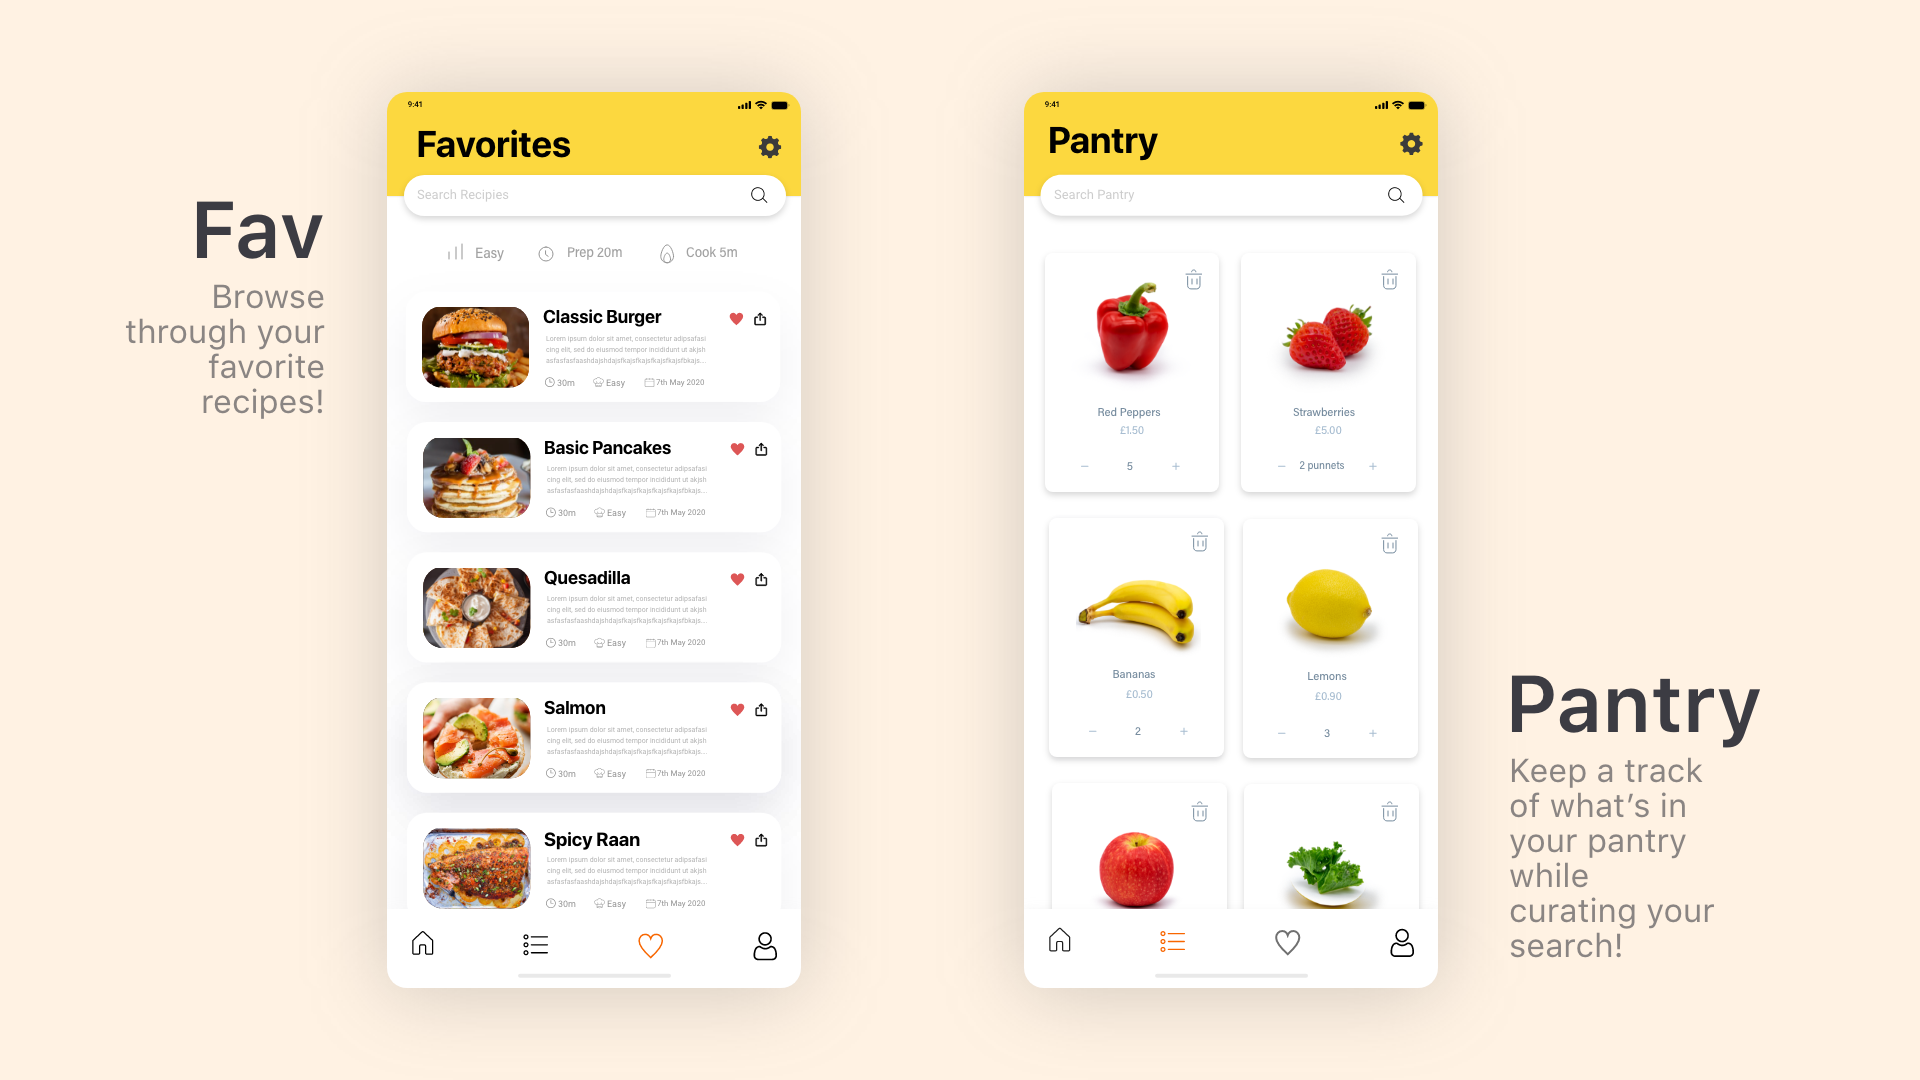 Fav
Browse
through your
favorite
recipes!
9:41
Favorites
Search Recipies
Easy
Prep 20m
Cook 5m
Classic Burger
Lorem ipsum dolor sit amet, consectetur adipsafasi
cing elit, sed do eiusmod tempor incididunt ut akjsh
asfasfasfaashdajshdajsfkajsfkajsfkajsfkajsfbkajs...
30m
Easy
7th May 2020
Basic Pancakes
Lorem ipsum dolor sit amet, consectetur adipsafasi
cing elit, sed do eiusmod tempor incididunt ut akjsh
asfasfasfaashdajshdajsfkajsfkajsfkajsfkajsfbkajs...
30m
Easy
7th May 2020
Quesadilla
Lorem ipsum dolor sit amet, consectetur adipsafasi
cing elit, sed do eiusmod tempor incididunt ut akjsh
asfasfasfaashdajshdajsfkajsfkajsfkajsfkajsfbkajs...
30m
Easy
7th May 2020
Salmon
Lorem ipsum dolor sit amet, consectetur adipsafasi
cing elit, sed do eiusmod tempor incididunt ut akjsh
asfasfasfaashdajshdajsfkajsfkajsfkajsfkajsfbkajs...
30m
Easy
7th May 2020
Spicy Raan
Lorem ipsum dolor sit amet, consectetur adipsafasi
cing elit, sed do eiusmod tempor incididunt ut akjsh
asfasfasfaashdajshdajsfkajsfkajsfkajsfkajsfbkajs...
30m
Easy
7th May 2020
9:41
Pantry
Search Pantry
Red Peppers
£1.50
− 5 +
Strawberries
£5.00
− 2 punnets +
Bananas
£0.50
− 2 +
Lemons
£0.90
− 3 +
Pantry
Keep a track
of what’s in
your pantry
while
curating your
search!